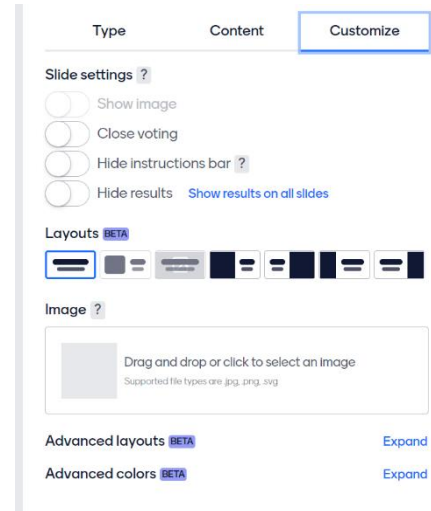 Type Content Customize
Slide settings ?
Show image
Close voting
Hide instructions bar ?
Hide results Show results on all slides
Layouts BETA
Image ?
Drag and drop or click to select an image
Supported file types are .jpg, .png, .svg
Advanced layouts BETA Expand
Advanced colors BETA Expand